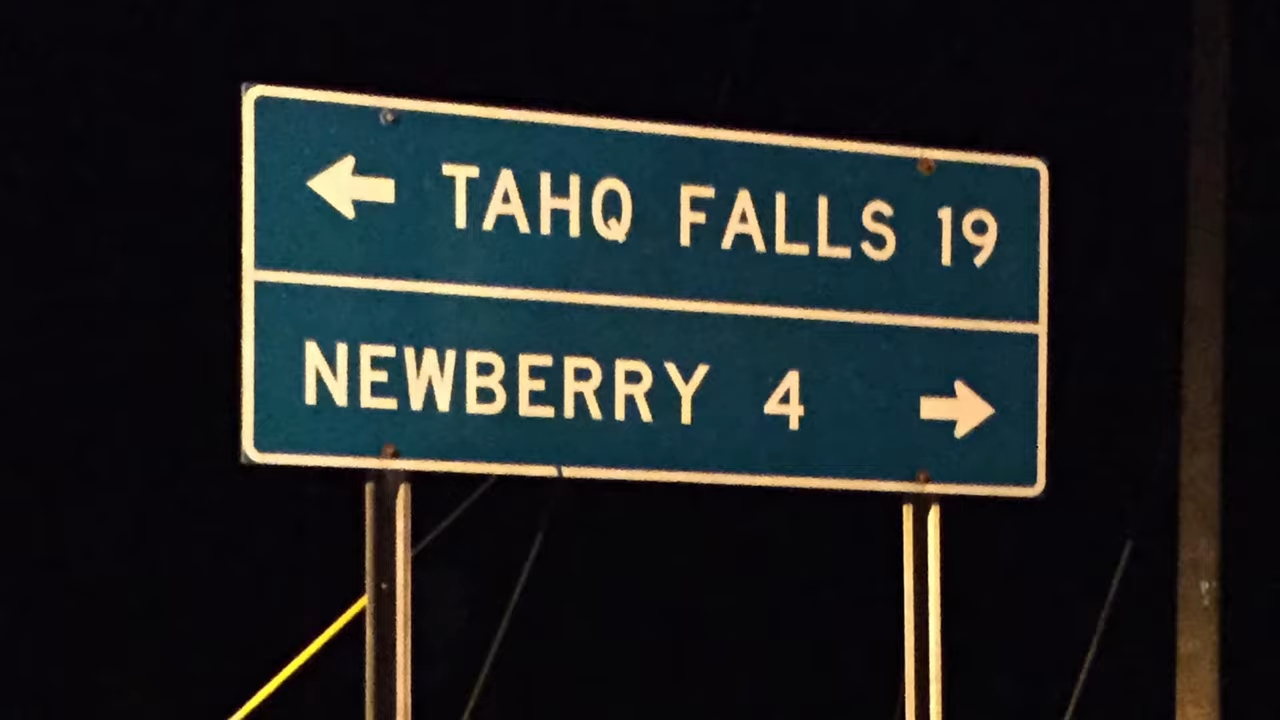 ← TAHQ FALLS 19
NEWBERRY 4 →